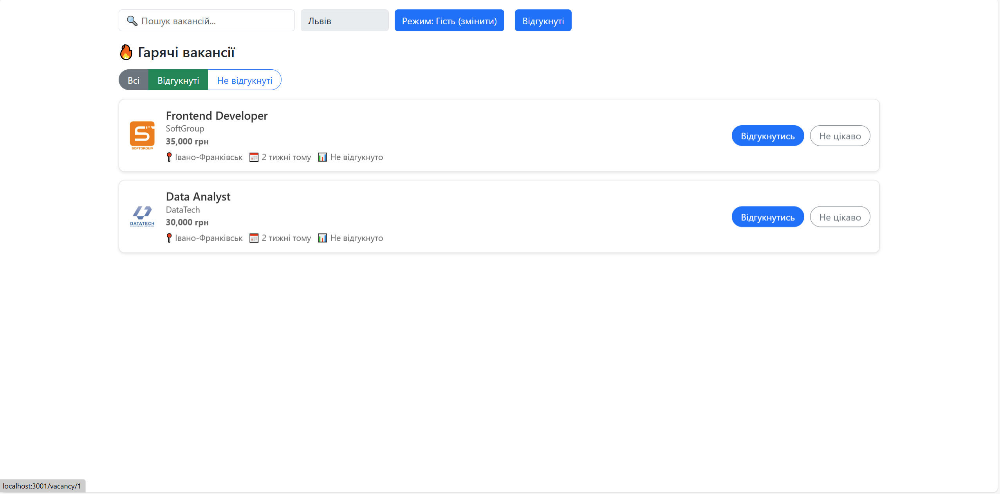 Пошук вакансій... Львів Режим: Гість (змінити) Відгукнуті
Гарячі вакансії
Всі Відгукнуті Не відгукнуті
Frontend Developer
SoftGroup
35,000 грн
Івано-Франківськ 2 тижні тому Не відгукнуто
SOFTGROUP
Відгукнутись Не цікаво
Data Analyst
DataTech
30,000 грн
Івано-Франківськ 2 тижні тому Не відгукнуто
DATATECH
Відгукнутись Не цікаво
localhost:3001/vacancy/1